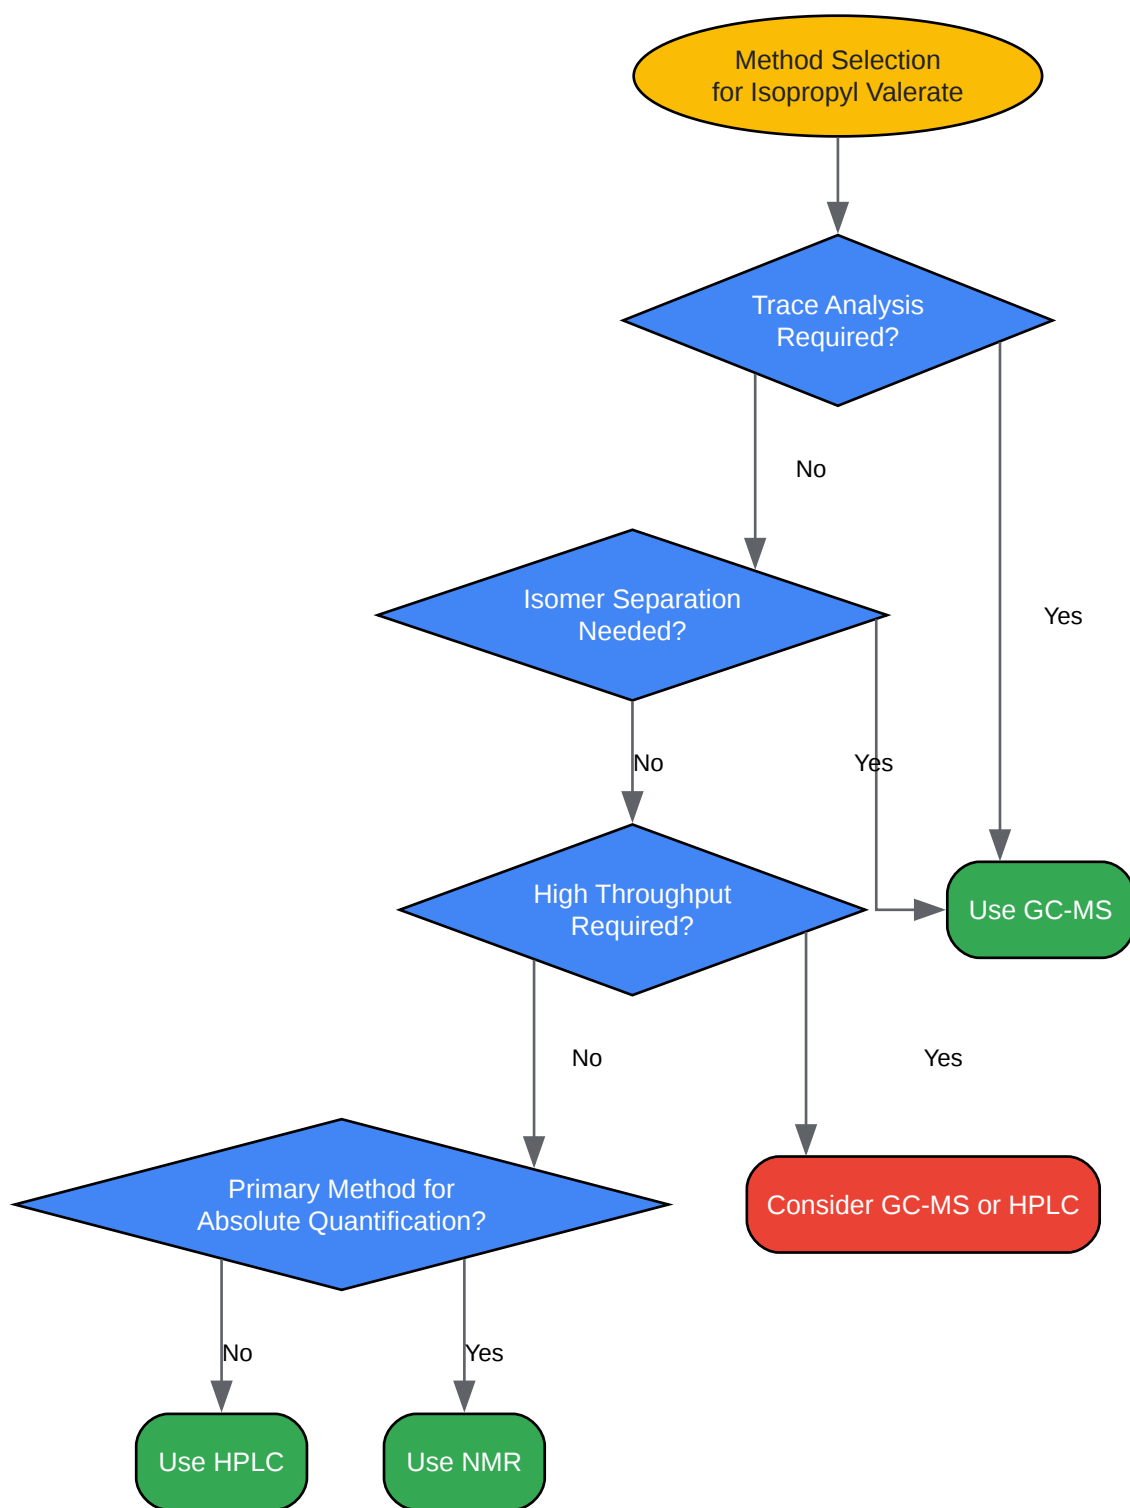 Method Selection
for Isopropyl Valerate
Trace Analysis
Required?
No
Yes
Isomer Separation
Needed?
No
Yes
High Throughput
Required?
Use GC-MS
No
Yes
Primary Method for
Absolute Quantification?
Consider GC-MS or HPLC
No
Yes
Use HPLC
Use NMR